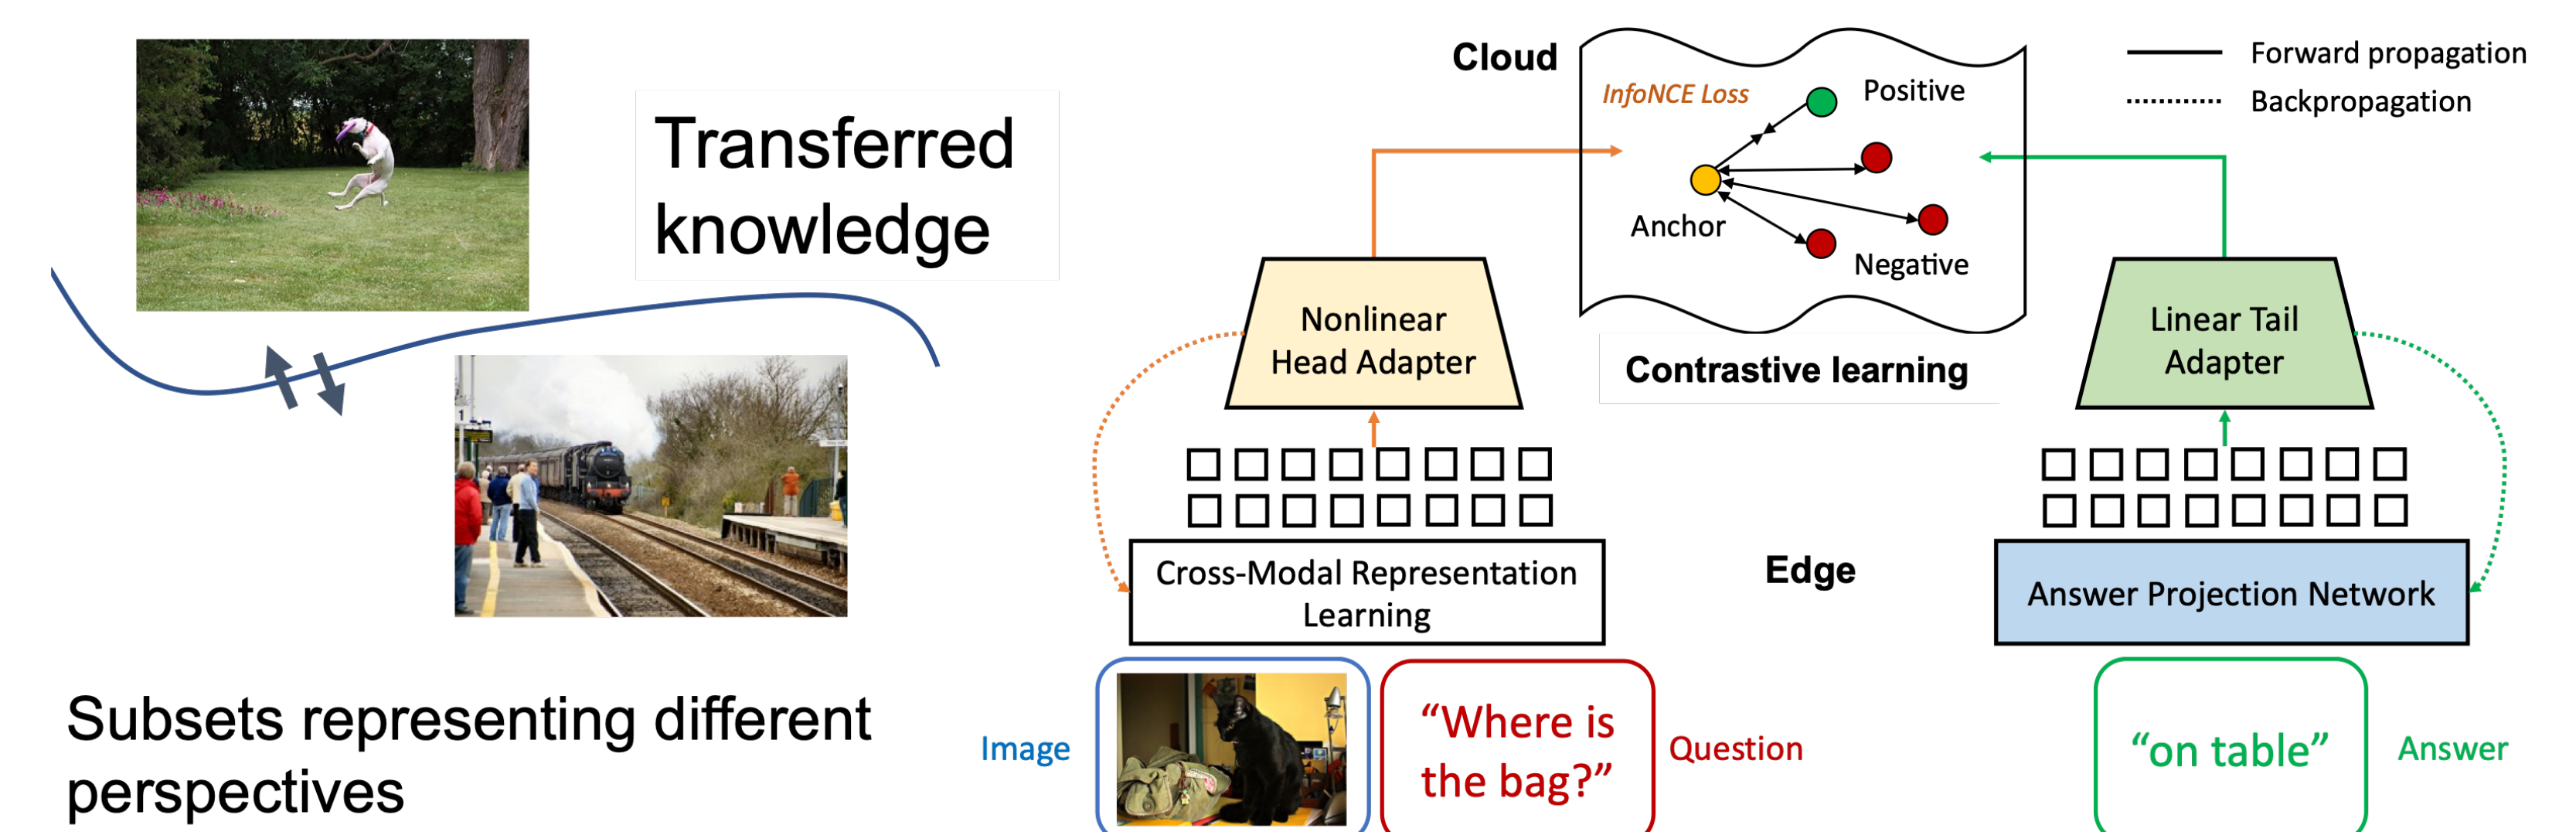 Transferred
knowledge
Subsets representing different
perspectives
Cloud
InfoNCE Loss
Positive
Anchor
Negative
Forward propagation
Backpropagation
Contrastive learning
Nonlinear
Head Adapter
Linear Tail
Adapter
Cross-Modal Representation
Learning
Edge
Answer Projection Network
Image
“Where is
the bag?”
Question
“on table”
Answer
1